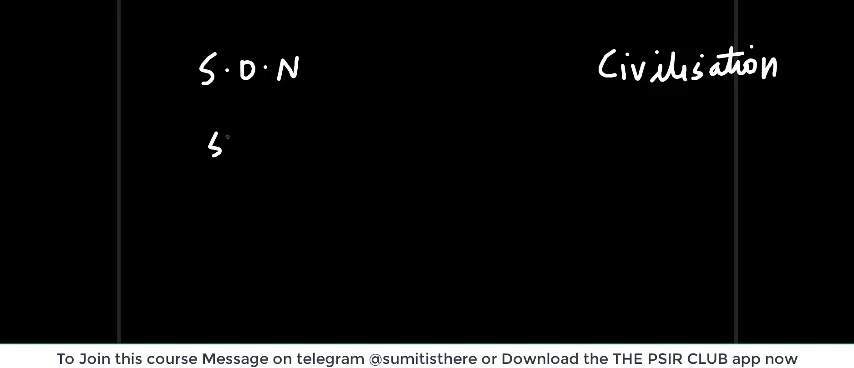 S.O.N Civilisation
S
To Join this course Message on telegram @sumitisthere or Download the THE PSIR CLUB app now